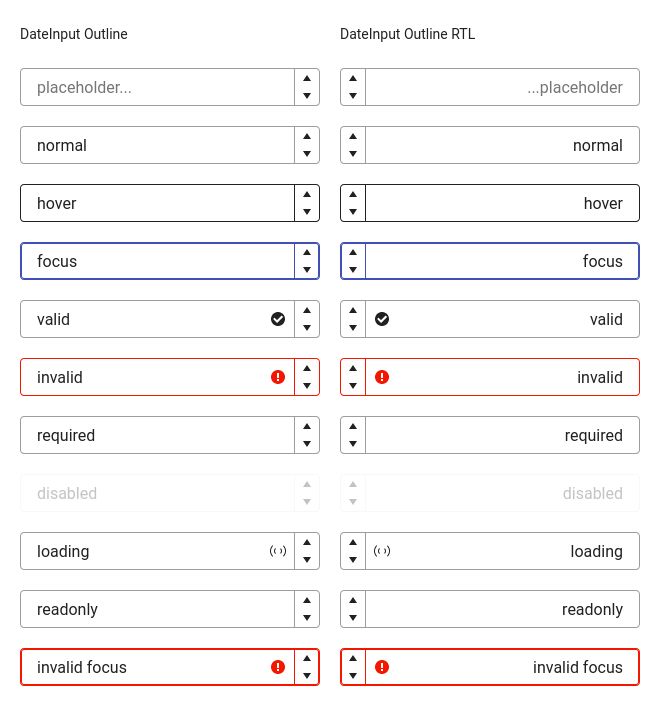 DateInput Outline
DateInput Outline RTL
placeholder...
...placeholder
normal
normal
hover
hover
focus
focus
valid
valid
invalid
invalid
required
required
disabled
disabled
loading
loading
readonly
readonly
invalid focus
invalid focus